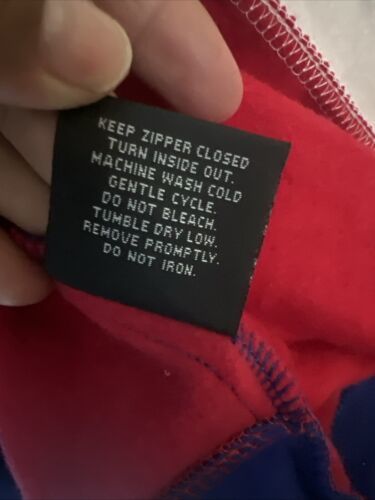 KEEP ZIPPER CLOSED
TURN INSIDE OUT.
MACHINE WASH COLD
GENTLE CYCLE.
DO NOT BLEACH.
TUMBLE DRY LOW.
REMOVE PROMPTLY.
DO NOT IRON.